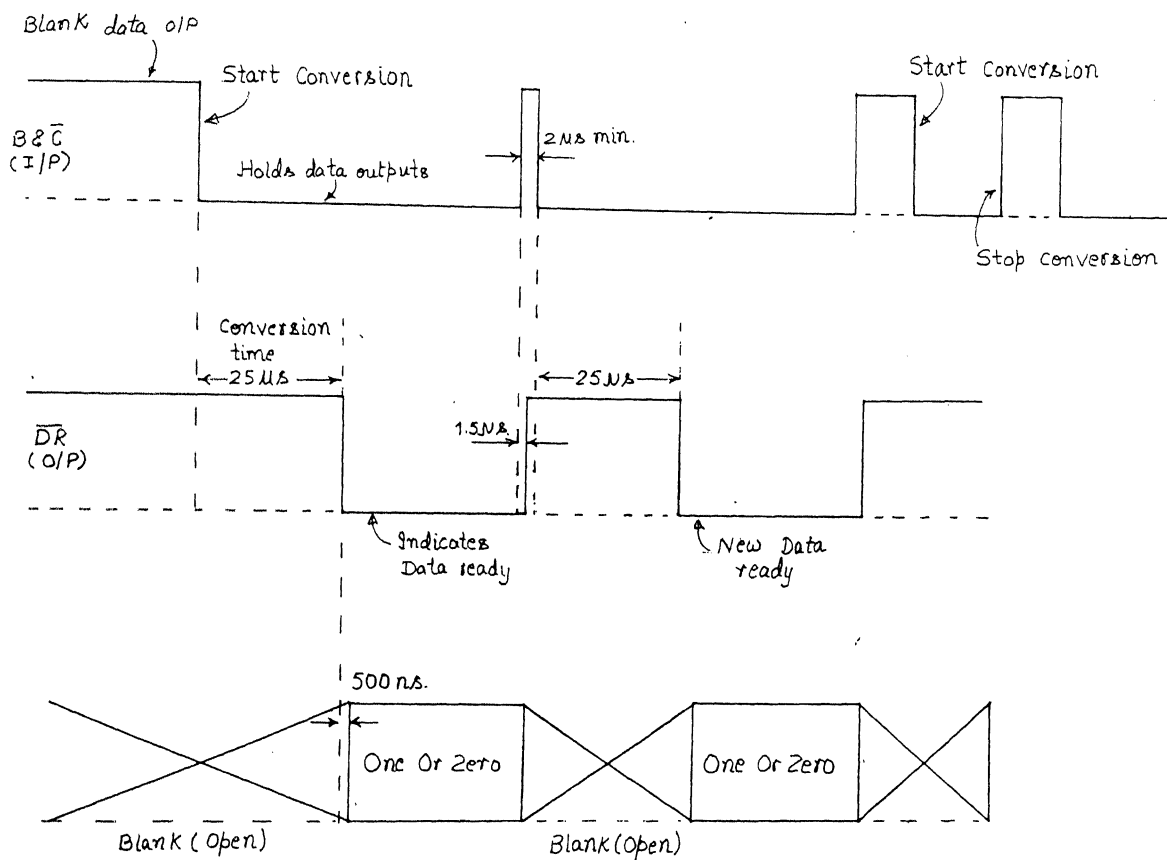 Blank data O/P
Start Conversion
Start Conversion
B & C̅
(I/P)
2 µs min.
Holds data outputs
Stop Conversion
Conversion
time
25 µs
25 µs
1.5 µs.
D̅R̅
(O/P)
Indicates
Data ready
New Data
ready
500 ns.
One Or Zero
One Or Zero
Blank (Open)
Blank (Open)